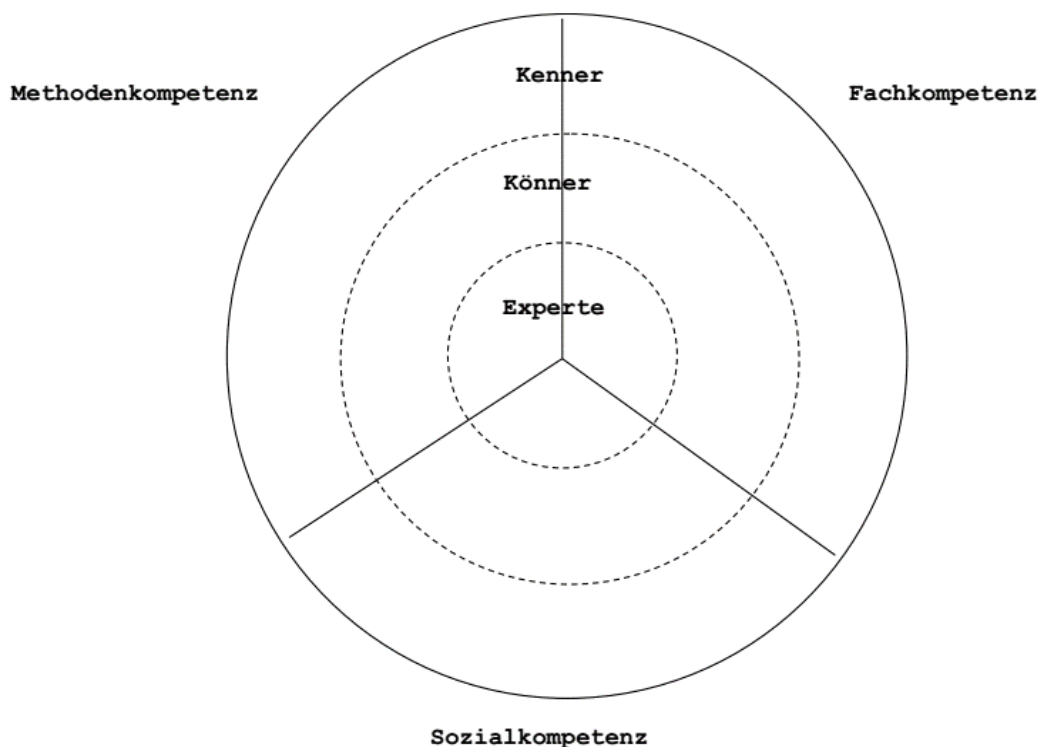 Kenner
Methodenkompetenz
Fachkompetenz
Könner
Experte
Sozialkompetenz